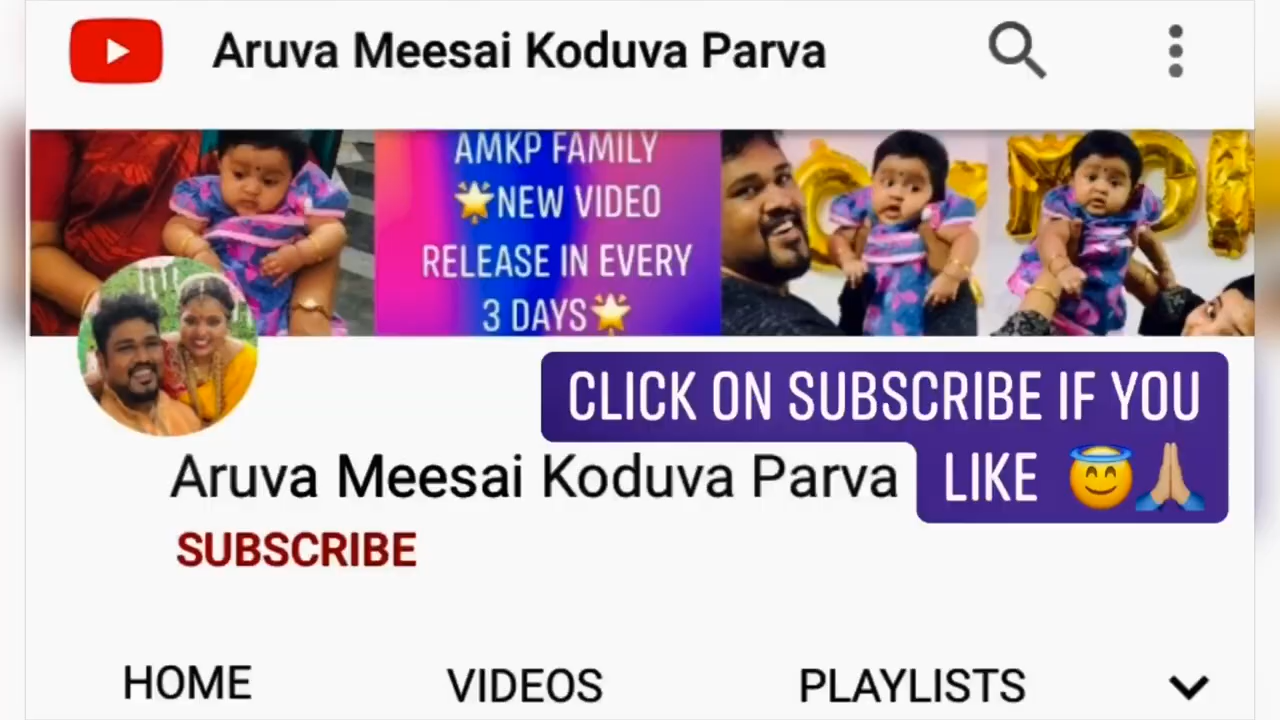 Aruva Meesai Koduva Parva
AMKP FAMILY
🌟NEW VIDEO
RELEASE IN EVERY
3 DAYS🌟
CLICK ON SUBSCRIBE IF YOU
LIKE 😇🙏🏼
Aruva Meesai Koduva Parva
SUBSCRIBE
HOME VIDEOS PLAYLISTS